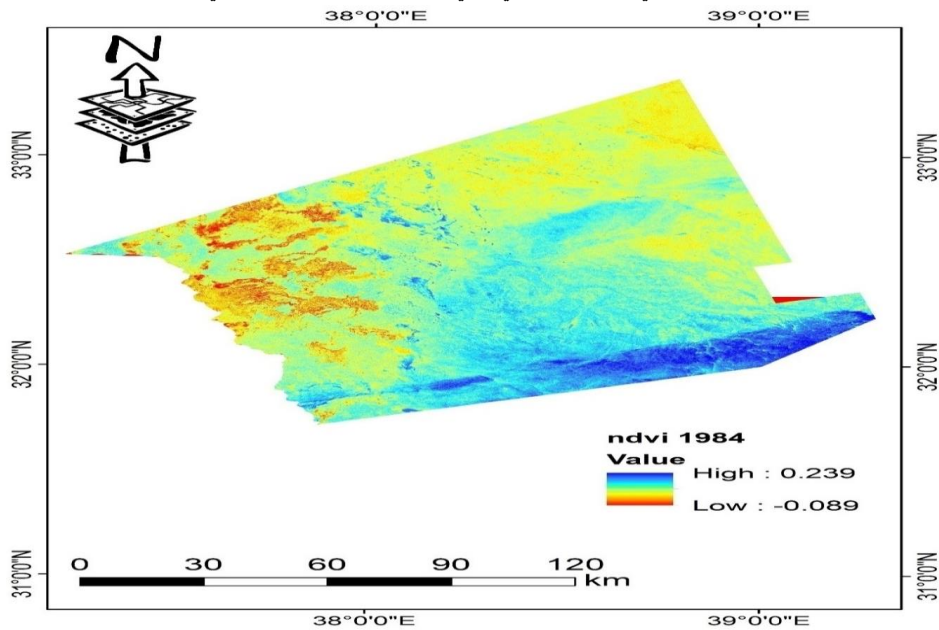 38°0'0"E 39°0'0"E
N
33°0'0"N 33°0'0"N
32°0'0"N 32°0'0"N
ndvi 1984
Value
High : 0.239
Low : -0.089
0 30 60 90 120
km
31°0'0"N 31°0'0"N
38°0'0"E 39°0'0"E